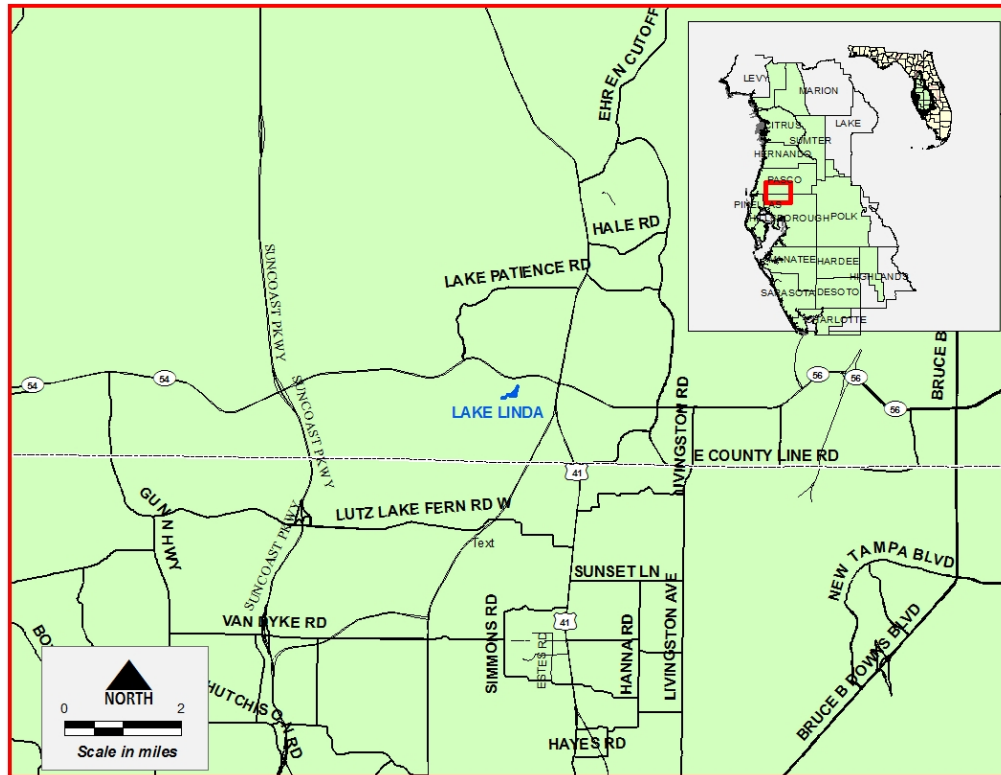 EHREN CUTOFF
LEVY
MARION
CITRUS
LAKE
SUMTER
HERNANDO
PASCO
PINELLAS
HILLSBOROUGH
POLK
MANATEE
HARDEE
HIGHLANDS
SARASOTA
DESOTO
CHARLOTTE
HALE RD
LAKE PATIENCE RD
SUNCOAST PKWY
BRUCE B
54
54
56
56
56
SUNCOAST PKWY
LAKE LINDA
LIVINGSTON RD
E COUNTY LINE RD
41
GUNN HWY
LUTZ LAKE FERN RD W
SUNCOAST PKWY
Text
NEW TAMPA BLVD
SUNSET LN
VAN DYKE RD
SIMMONS RD
41
ESTES RD
HANNA RD
LIVINGSTON AVE
BO
HUTCHISON RD
BRUCE B DOWNS BLVD
HAYES RD
NORTH
0 2
Scale in miles